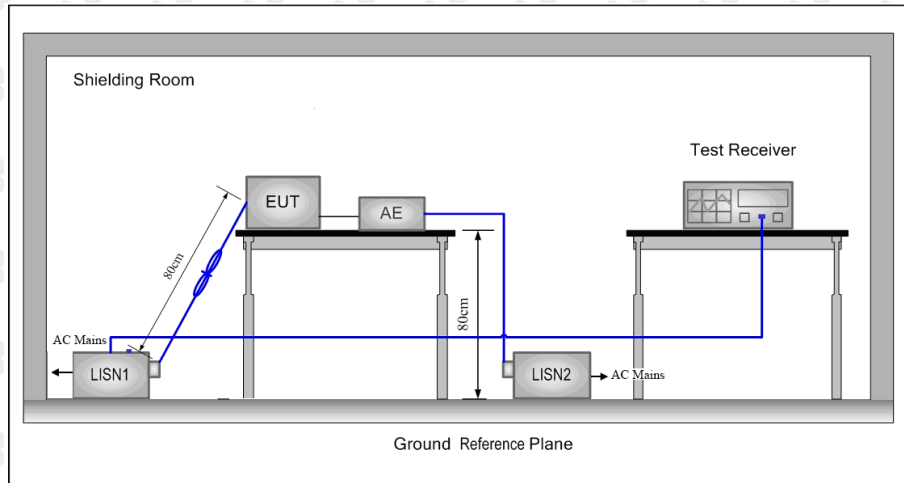 Shielding Room
Test Receiver
EUT
AE
80cm
80cm
AC Mains
LISN1
LISN2
AC Mains
Ground Reference Plane